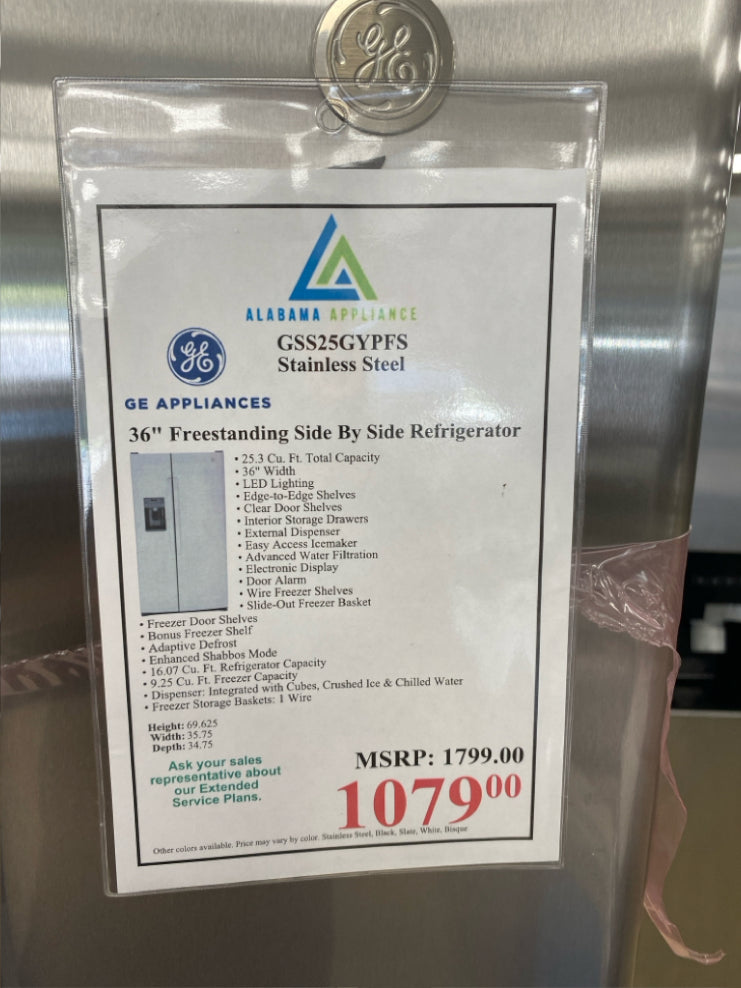 GE
ALABAMA APPLIANCE
GE
GSS25GYPFS
Stainless Steel
GE APPLIANCES
36" Freestanding Side By Side Refrigerator
• 25.3 Cu. Ft. Total Capacity
• 36" Width
• LED Lighting
• Edge-to-Edge Shelves
• Clear Door Shelves
• Interior Storage Drawers
• External Dispenser
• Easy Access Icemaker
• Advanced Water Filtration
• Electronic Display
• Door Alarm
• Wire Freezer Shelves
• Slide-Out Freezer Basket
• Freezer Door Shelves
• Bonus Freezer Shelf
• Adaptive Defrost
• Enhanced Shabbos Mode
• 16.07 Cu. Ft. Refrigerator Capacity
• 9.25 Cu. Ft. Freezer Capacity
• Dispenser: Integrated with Cubes, Crushed Ice & Chilled Water
• Freezer Storage Baskets: 1 Wire
Height: 69.625
Width: 35.75
Depth: 34.75
Ask your sales
representative about
our Extended
Service Plans.
MSRP: 1799.00
1079⁰⁰
Other colors available. Price may vary by color. Stainless Steel, Black, Slate, White, Bisque